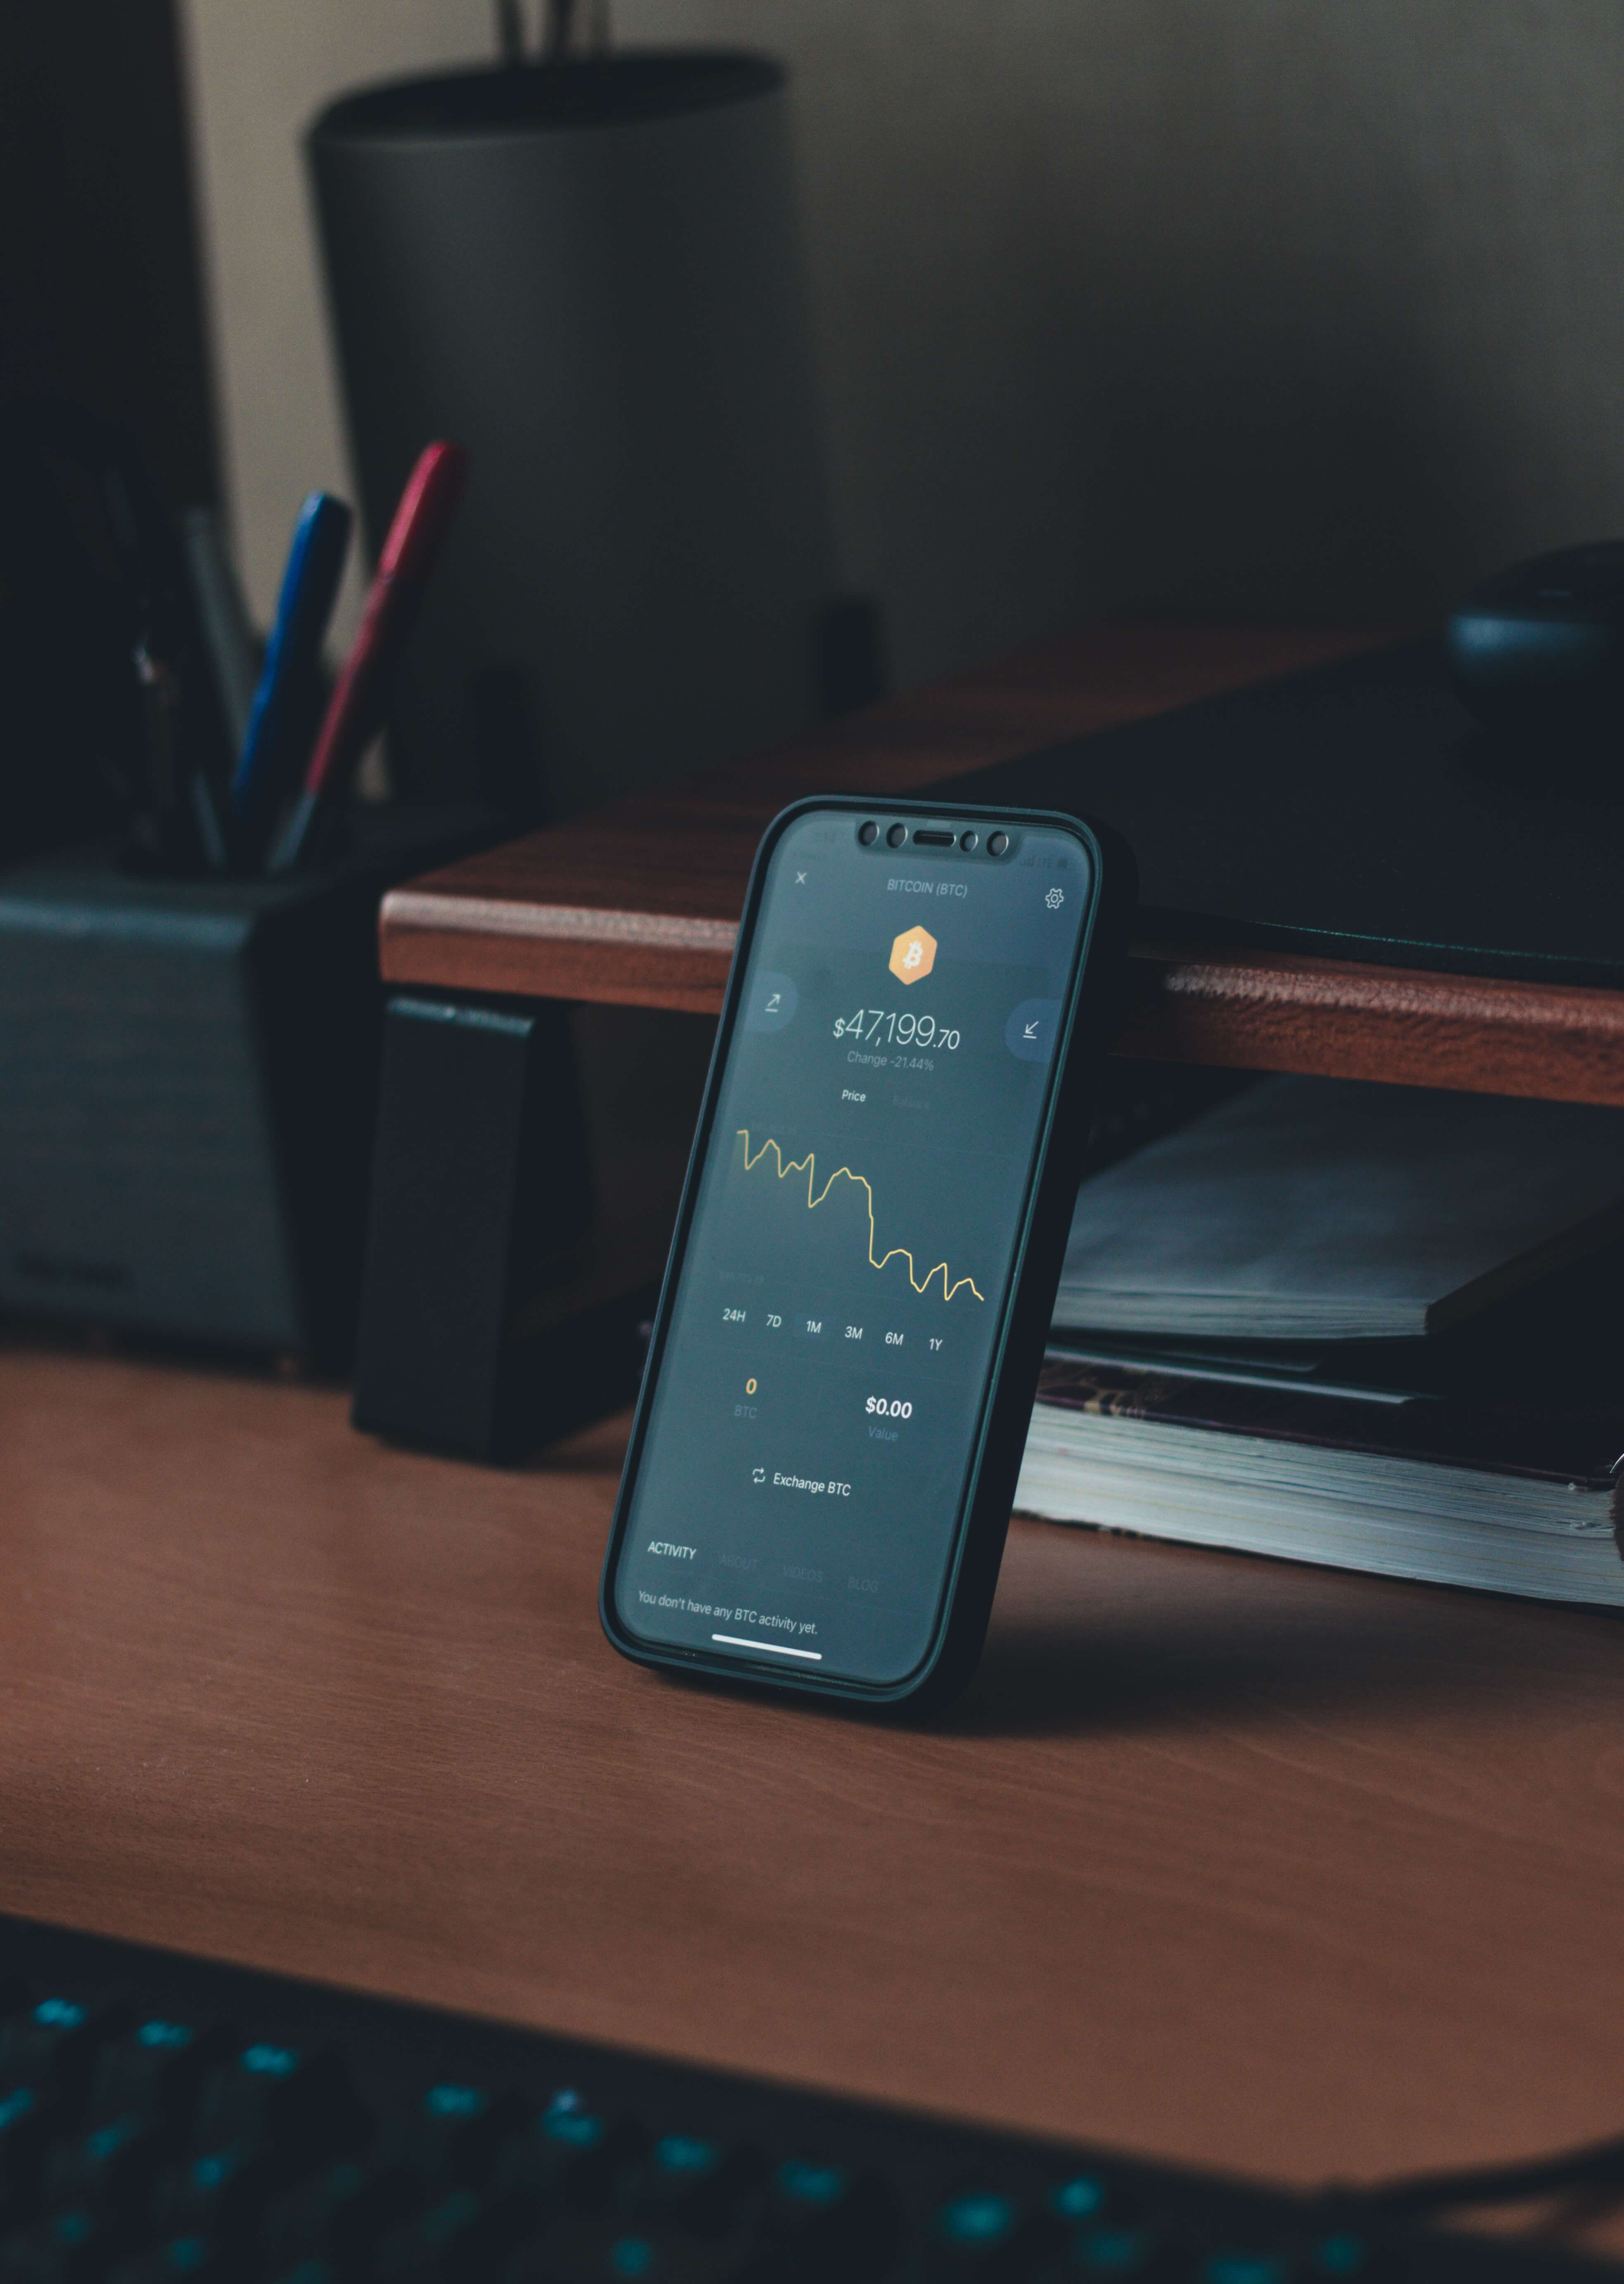 BITCOIN (BTC)
$47,199.70
Change -21.44%
Price Balance
24H 7D 1M 3M 6M 1Y
0 $0.00
BTC Value
Exchange BTC
ACTIVITY ABOUT VIDEOS BLOG
You don't have any BTC activity yet.